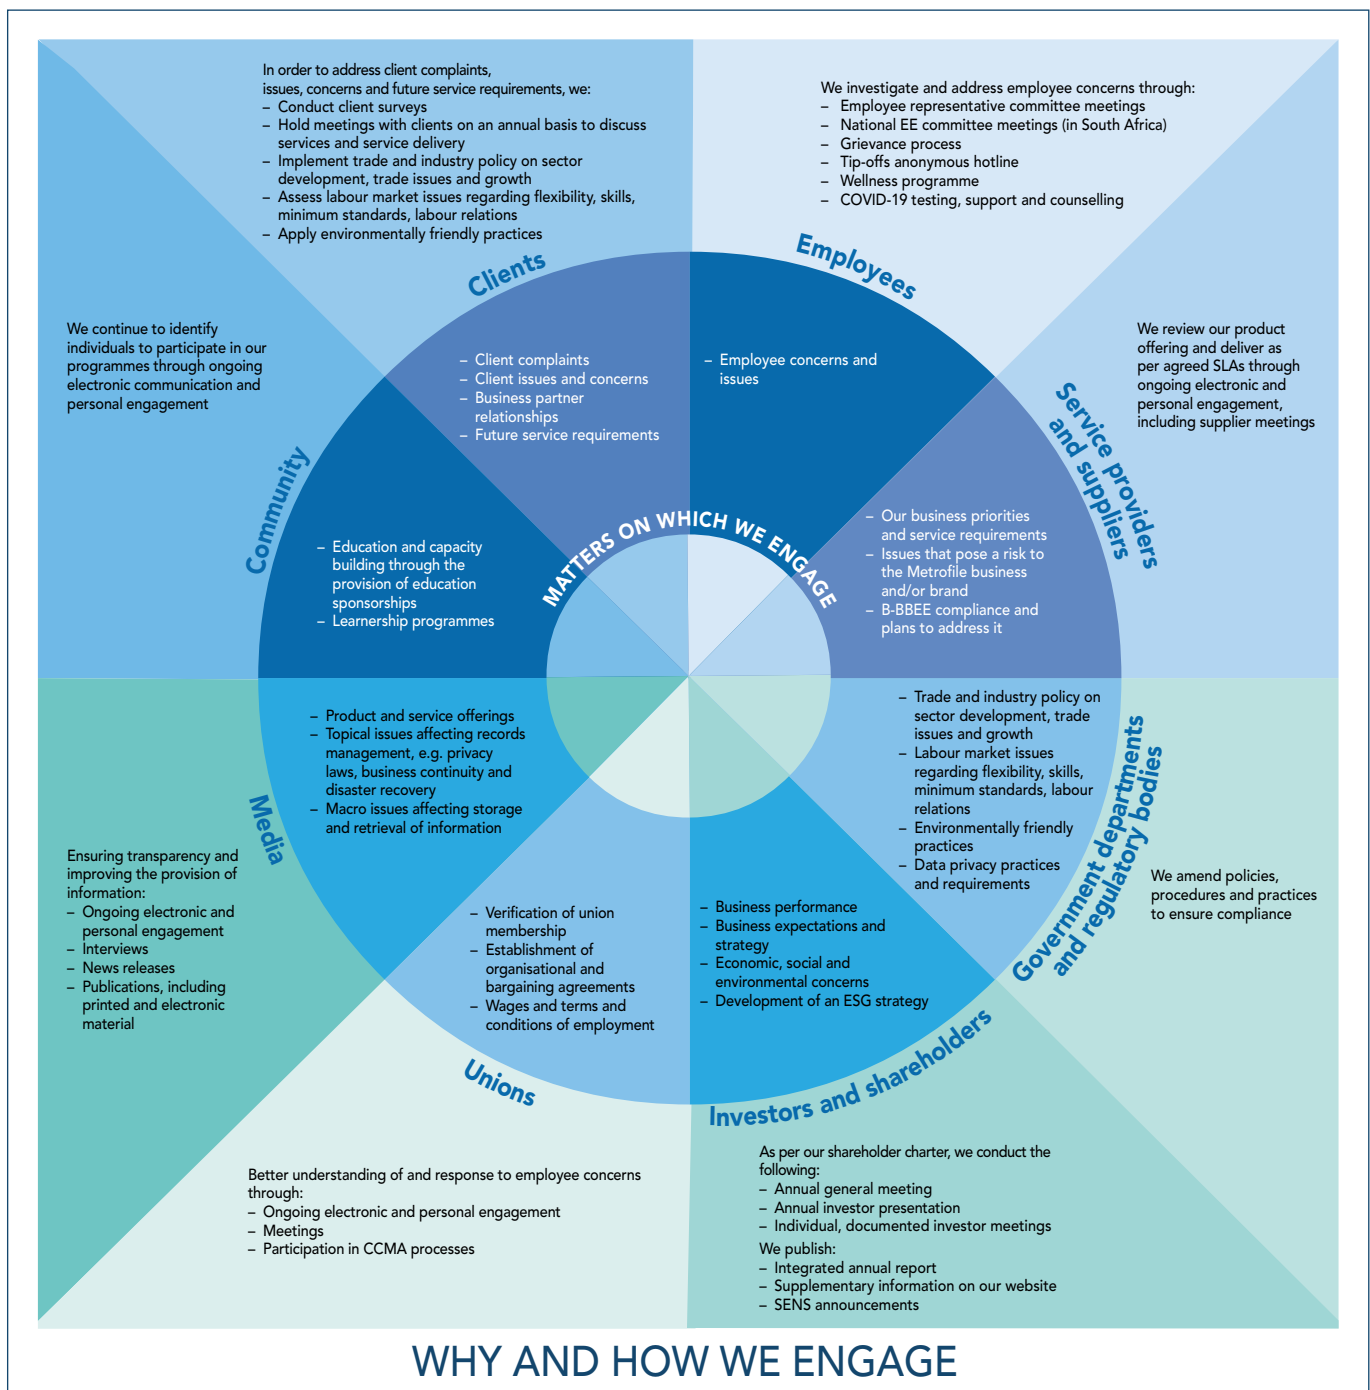 In order to address client complaints,
issues, concerns and future service requirements, we:
– Conduct client surveys
– Hold meetings with clients on an annual basis to discuss
services and service delivery
– Implement trade and industry policy on sector
development, trade issues and growth
– Assess labour market issues regarding flexibility, skills,
minimum standards, labour relations
– Apply environmentally friendly practices
We investigate and address employee concerns through:
– Employee representative committee meetings
– National EE committee meetings (in South Africa)
– Grievance process
– Tip-offs anonymous hotline
– Wellness programme
– COVID-19 testing, support and counselling
Clients
Employees
We continue to identify
individuals to participate in our
programmes through ongoing
electronic communication and
personal engagement
– Client complaints
– Client issues and concerns
– Business partner
relationships
– Future service requirements
– Employee concerns and
issues
We review our product
offering and deliver as
per agreed SLAs through
ongoing electronic and
personal engagement,
including supplier meetings
Community
Service providers
and suppliers
MATTERS ON WHICH WE ENGAGE
– Education and capacity
building through the
provision of education
sponsorships
– Learnership programmes
– Our business priorities
and service requirements
– Issues that pose a risk to
the Metrofile business
and/or brand
– B-BBEE compliance and
plans to address it
– Product and service offerings
– Topical issues affecting records
management, e.g. privacy
laws, business continuity and
disaster recovery
– Macro issues affecting storage
and retrieval of information
– Trade and industry policy on
sector development, trade
issues and growth
– Labour market issues
regarding flexibility, skills,
minimum standards, labour
relations
– Environmentally friendly
practices
– Data privacy practices
and requirements
Media
Government departments
and regulatory bodies
Ensuring transparency and
improving the provision of
information:
– Ongoing electronic and
personal engagement
– Interviews
– News releases
– Publications, including
printed and electronic
material
We amend policies,
procedures and practices
to ensure compliance
– Verification of union
membership
– Establishment of
organisational and
bargaining agreements
– Wages and terms and
conditions of employment
– Business performance
– Business expectations and
strategy
– Economic, social and
environmental concerns
– Development of an ESG strategy
Unions
Investors and shareholders
Better understanding of and response to employee concerns
through:
– Ongoing electronic and personal engagement
– Meetings
– Participation in CCMA processes
As per our shareholder charter, we conduct the
following:
– Annual general meeting
– Annual investor presentation
– Individual, documented investor meetings
We publish:
– Integrated annual report
– Supplementary information on our website
– SENS announcements
WHY AND HOW WE ENGAGE